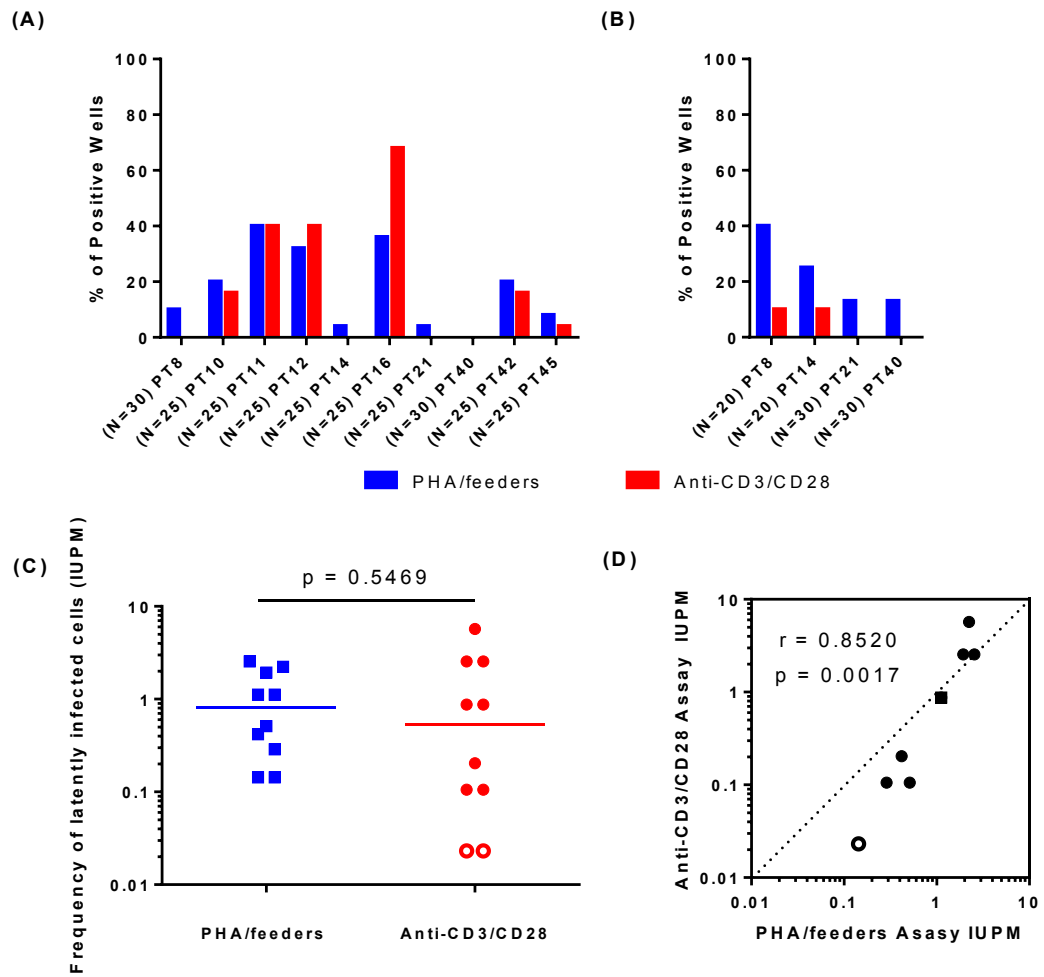 (A)
% of Positive Wells
100
80
60
40
20
0
(N=30) PT8
(N=25) PT10
(N=25) PT11
(N=25) PT12
(N=25) PT14
(N=25) PT16
(N=25) PT21
(N=30) PT40
(N=25) PT42
(N=25) PT45
(B)
% of Positive Wells
100
80
60
40
20
0
(N=20) PT8
(N=20) PT14
(N=30) PT21
(N=30) PT40
PHA/feeders
Anti-CD3/CD28
(C)
Frequency of latently infected cells (IUPM)
p = 0.5469
10
1
0.1
0.01
PHA/feeders
Anti-CD3/CD28
(D)
Anti-CD3/CD28 Assay IUPM
r = 0.8520
p = 0.0017
10
1
0.1
0.01
0.01
0.1
1
10
PHA/feeders Asasy IUPM